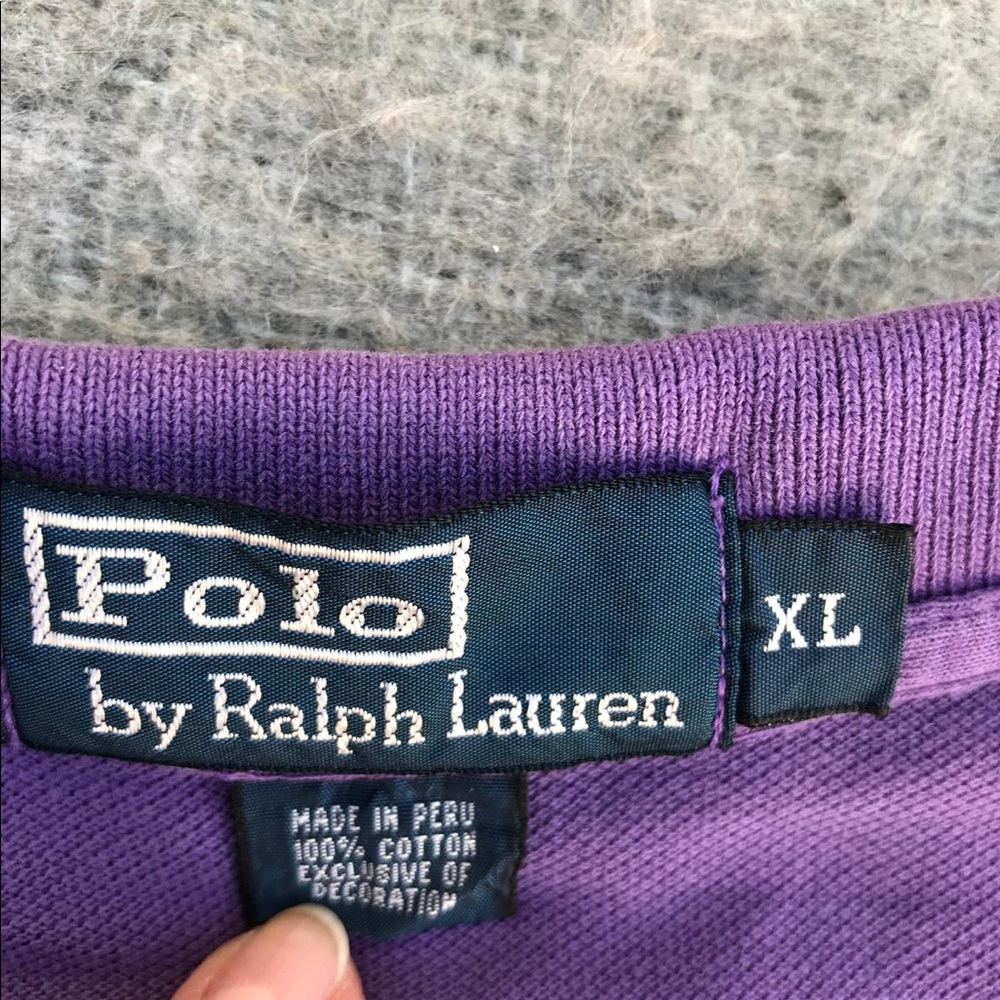 Polo
by Ralph Lauren
XL
MADE IN PERU
100% COTTON
EXCLUSIVE OF
DECORATION